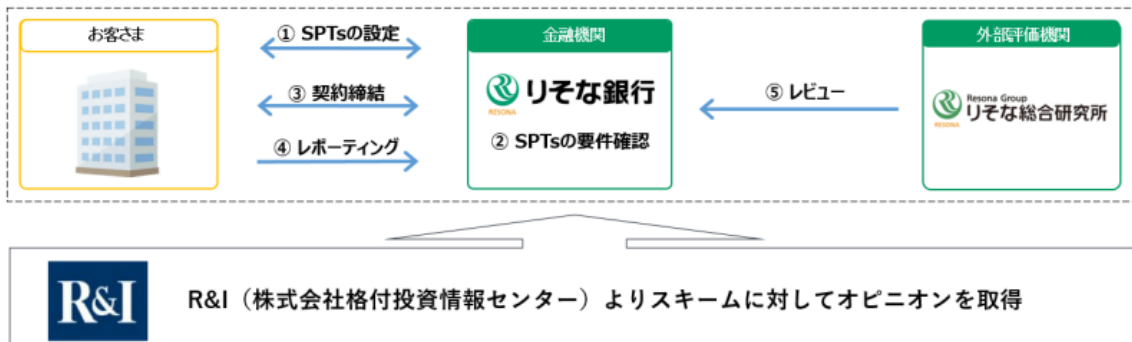 お客さま
① SPTsの設定
③ 契約締結
④ レポーティング
金融機関
RESONA
りそな銀行
② SPTsの要件確認
⑤ レビュー
外部評価機関
RESONA
Resona Group
りそな総合研究所
R&I
R&I（株式会社格付投資情報センター）よりスキームに対してオピニオンを取得